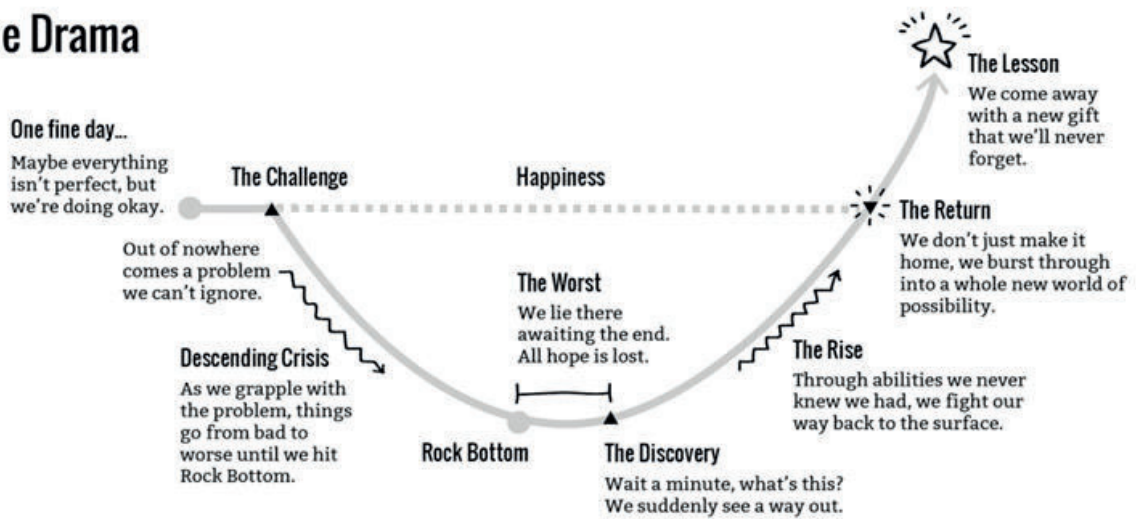 e Drama
One fine day...
Maybe everything
isn't perfect, but
we're doing okay.
The Challenge
Out of nowhere
comes a problem
we can't ignore.
Happiness
Descending Crisis
As we grapple with
the problem, things
go from bad to
worse until we hit
Rock Bottom.
Rock Bottom
The Worst
We lie there
awaiting the end.
All hope is lost.
The Discovery
Wait a minute, what's this?
We suddenly see a way out.
The Rise
Through abilities we never
knew we had, we fight our
way back to the surface.
The Return
We don't just make it
home, we burst through
into a whole new world of
possibility.
The Lesson
We come away
with a new gift
that we'll never
forget.